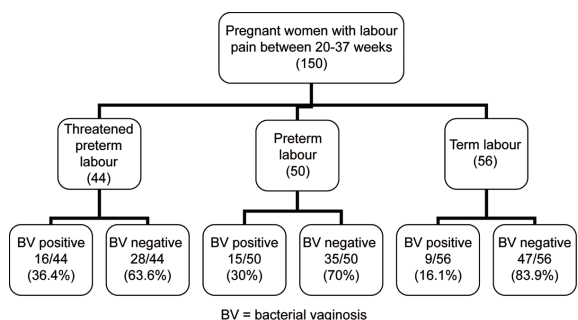 Pregnant women with labour
pain between 20-37 weeks
(150)
Threatened
preterm
labour
(44)
Preterm
labour
(50)
Term labour
(56)
BV positive
16/44
(36.4%)
BV negative
28/44
(63.6%)
BV positive
15/50
(30%)
BV negative
35/50
(70%)
BV positive
9/56
(16.1%)
BV negative
47/56
(83.9%)
BV = bacterial vaginosis